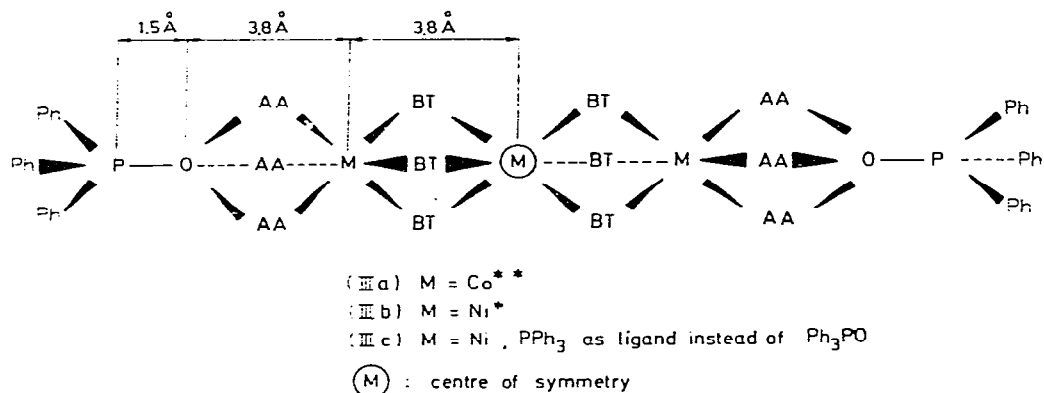 1.5Å 3.8Å 3.8Å
Ph AA BT BT AA Ph
Ph P O AA M BT M BT M AA O P Ph
Ph AA BT BT AA Ph
(IIIa) M = Co**
(IIIb) M = Ni*
(IIIc) M = Ni , PPh₃ as ligand instead of Ph₃PO
M : centre of symmetry